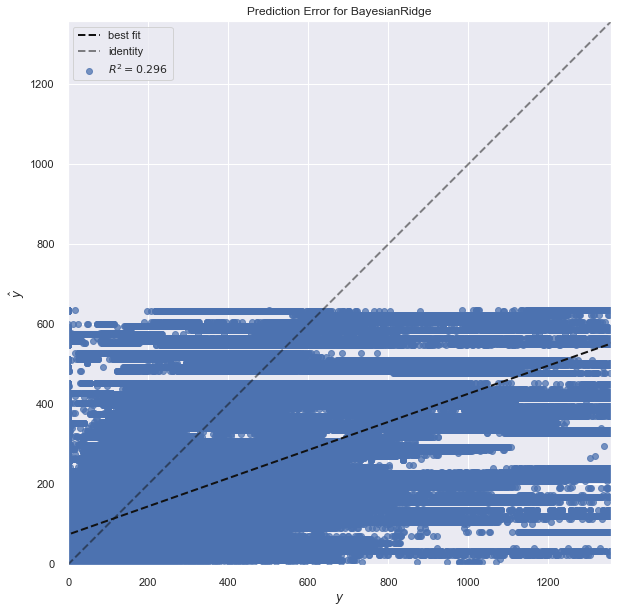 Prediction Error for BayesianRidge
best fit
identity
R² = 0.296
1200
1000
800
600
400
200
0
ŷ
0 200 400 600 800 1000 1200
y